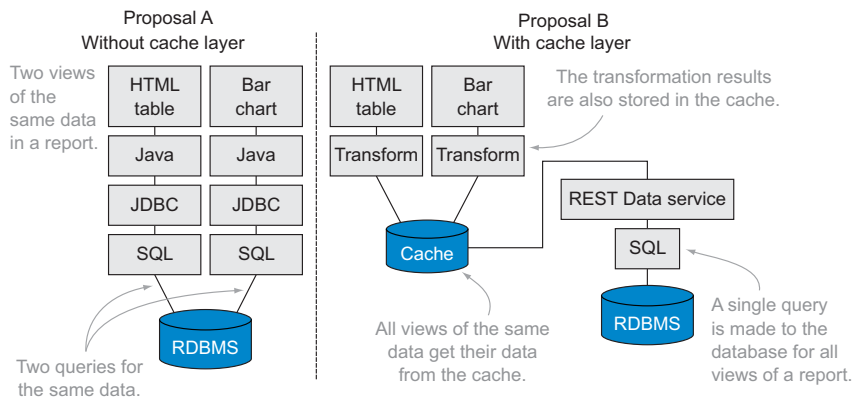 Proposal A
Without cache layer
Two views
of the
same data
in a report.
HTML
table
Bar
chart
Java
Java
JDBC
JDBC
SQL
SQL
RDBMS
Two queries for
the same data.
Proposal B
With cache layer
HTML
table
Bar
chart
The transformation results
are also stored in the cache.
Transform
Transform
REST Data service
Cache
SQL
RDBMS
All views of the same
data get their data
from the cache.
A single query
is made to the
database for all
views of a report.